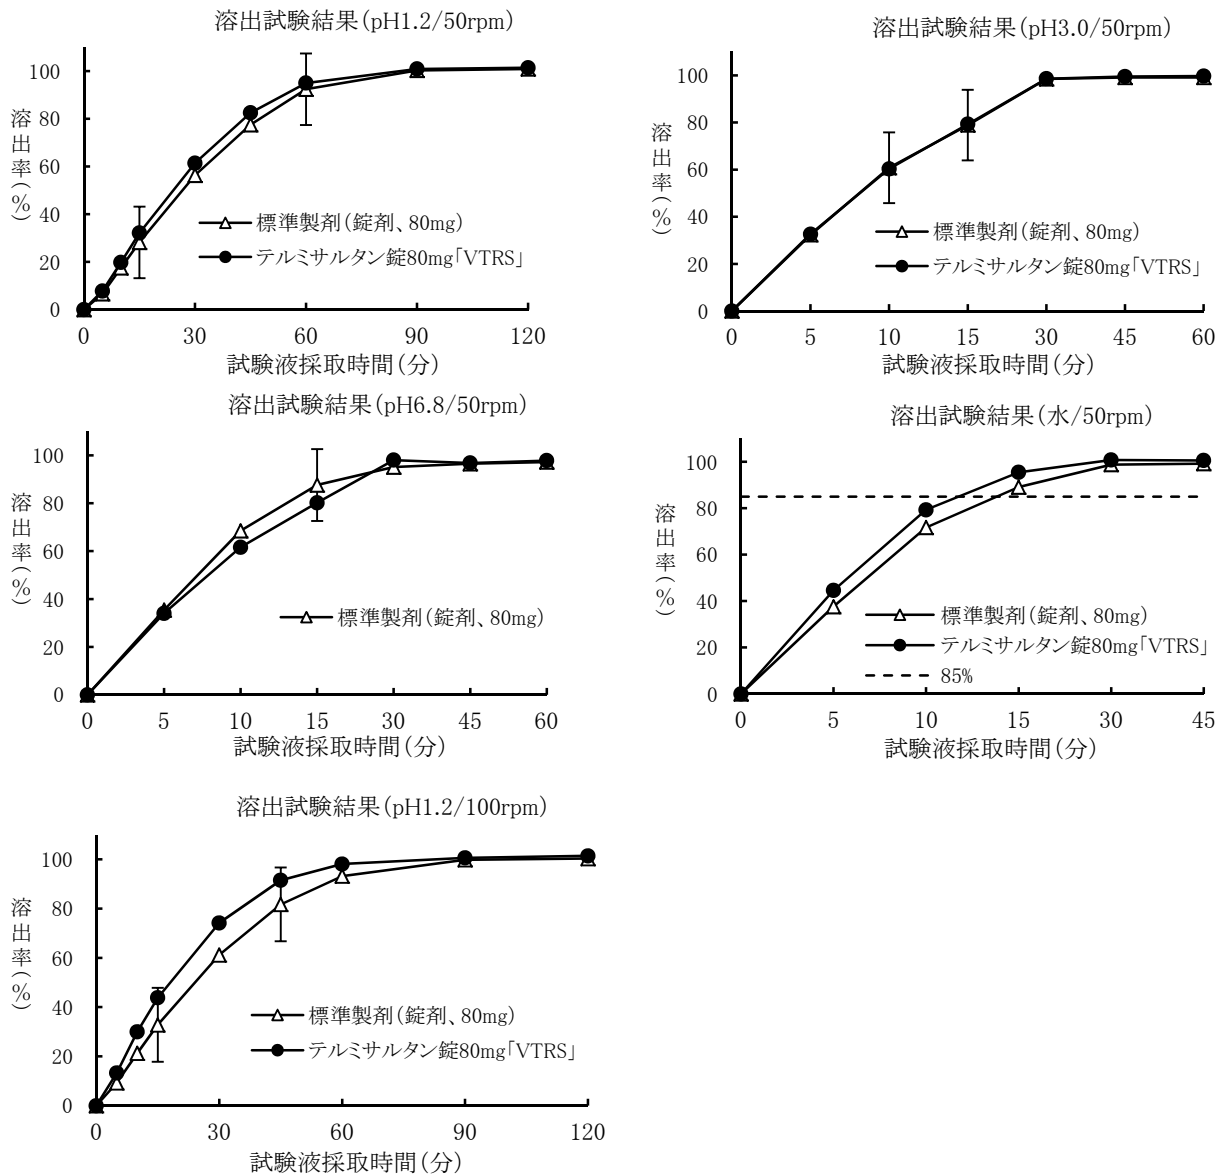 溶出試験結果(pH1.2/50rpm)
100
80
60
40
20
0
溶出率(%)
標準製剤(錠剤、80mg)
テルミサルタン錠80mg「VTRS」
0 30 60 90 120
試験液採取時間(分)
溶出試験結果(pH3.0/50rpm)
100
80
60
40
20
0
溶出率(%)
標準製剤(錠剤、80mg)
テルミサルタン錠80mg「VTRS」
0 5 10 15 30 45 60
試験液採取時間(分)
溶出試験結果(pH6.8/50rpm)
100
80
60
40
20
0
溶出率(%)
標準製剤(錠剤、80mg)
0 5 10 15 30 45 60
試験液採取時間(分)
溶出試験結果(水/50rpm)
100
80
60
40
20
0
溶出率(%)
標準製剤(錠剤、80mg)
テルミサルタン錠80mg「VTRS」
85%
0 5 10 15 30 45
試験液採取時間(分)
溶出試験結果(pH1.2/100rpm)
100
80
60
40
20
0
溶出率(%)
標準製剤(錠剤、80mg)
テルミサルタン錠80mg「VTRS」
0 30 60 90 120
試験液採取時間(分)